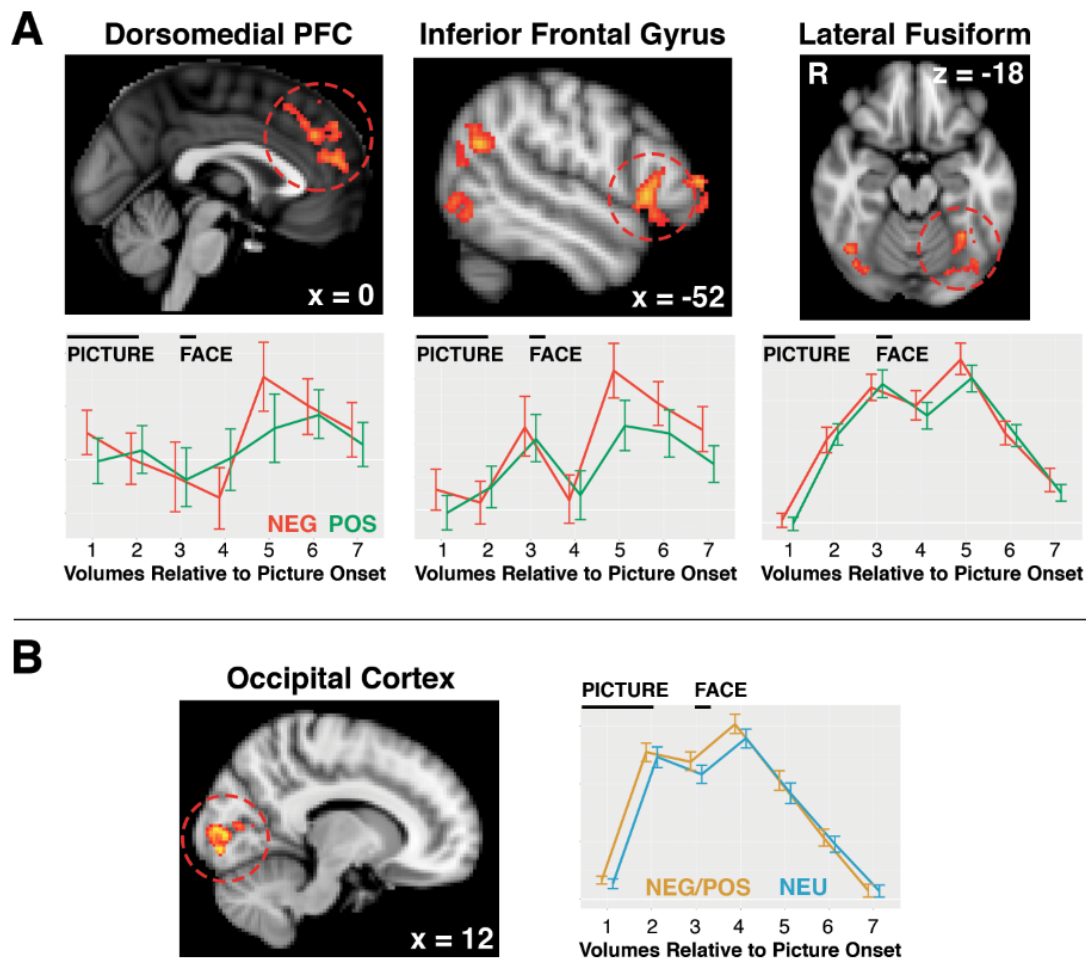 A
Dorsomedial PFC
x = 0
PICTURE FACE
NEG POS
1 2 3 4 5 6 7
Volumes Relative to Picture Onset
Inferior Frontal Gyrus
x = -52
PICTURE FACE
1 2 3 4 5 6 7
Volumes Relative to Picture Onset
Lateral Fusiform
R z = -18
PICTURE FACE
1 2 3 4 5 6 7
Volumes Relative to Picture Onset
B
Occipital Cortex
x = 12
PICTURE FACE
NEG/POS NEU
1 2 3 4 5 6 7
Volumes Relative to Picture Onset